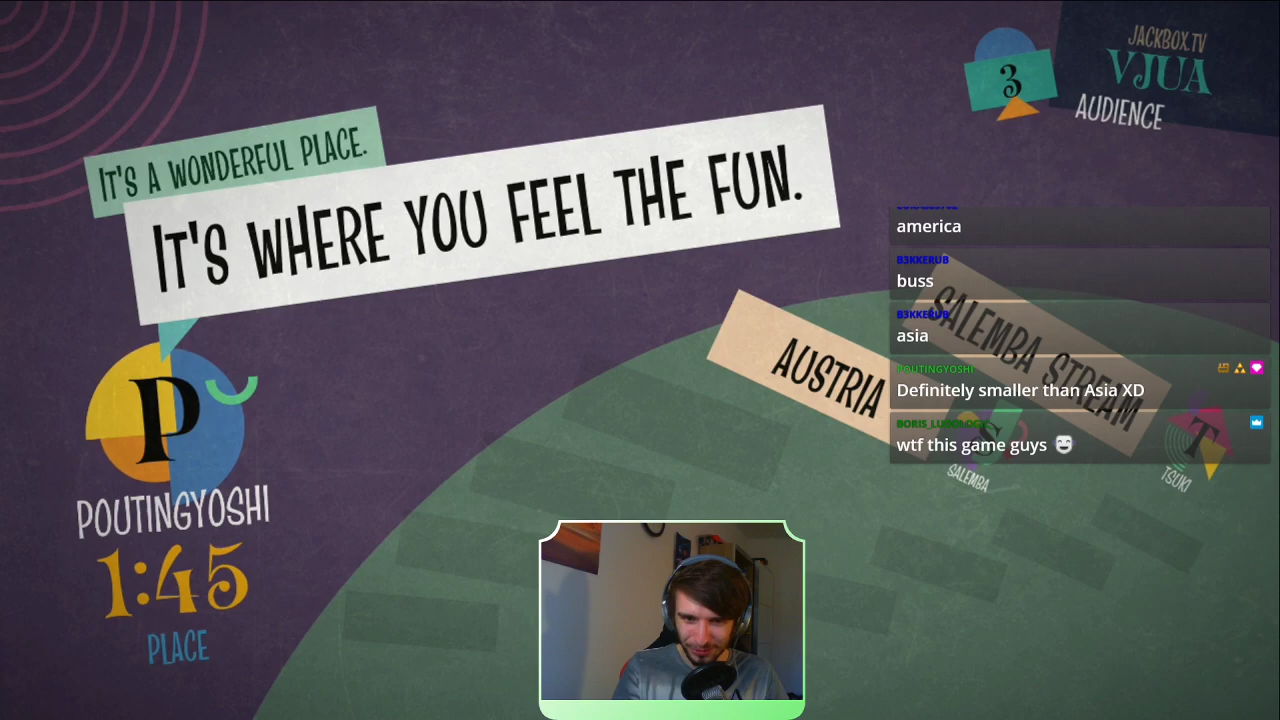 JACKBOX.TV
VJUA
3
AUDIENCE
IT'S A WONDERFUL PLACE.
IT'S WHERE YOU FEEL THE FUN.
america
B3KKERUB
buss
B3KKERUB
asia
POUTINGYOSHI
Definitely smaller than Asia XD
wtf this game guys
AUSTRIA
SALEMBA STREAM
S
SALEMBA
T
TSUKI
P
POUTINGYOSHI
1:45
PLACE